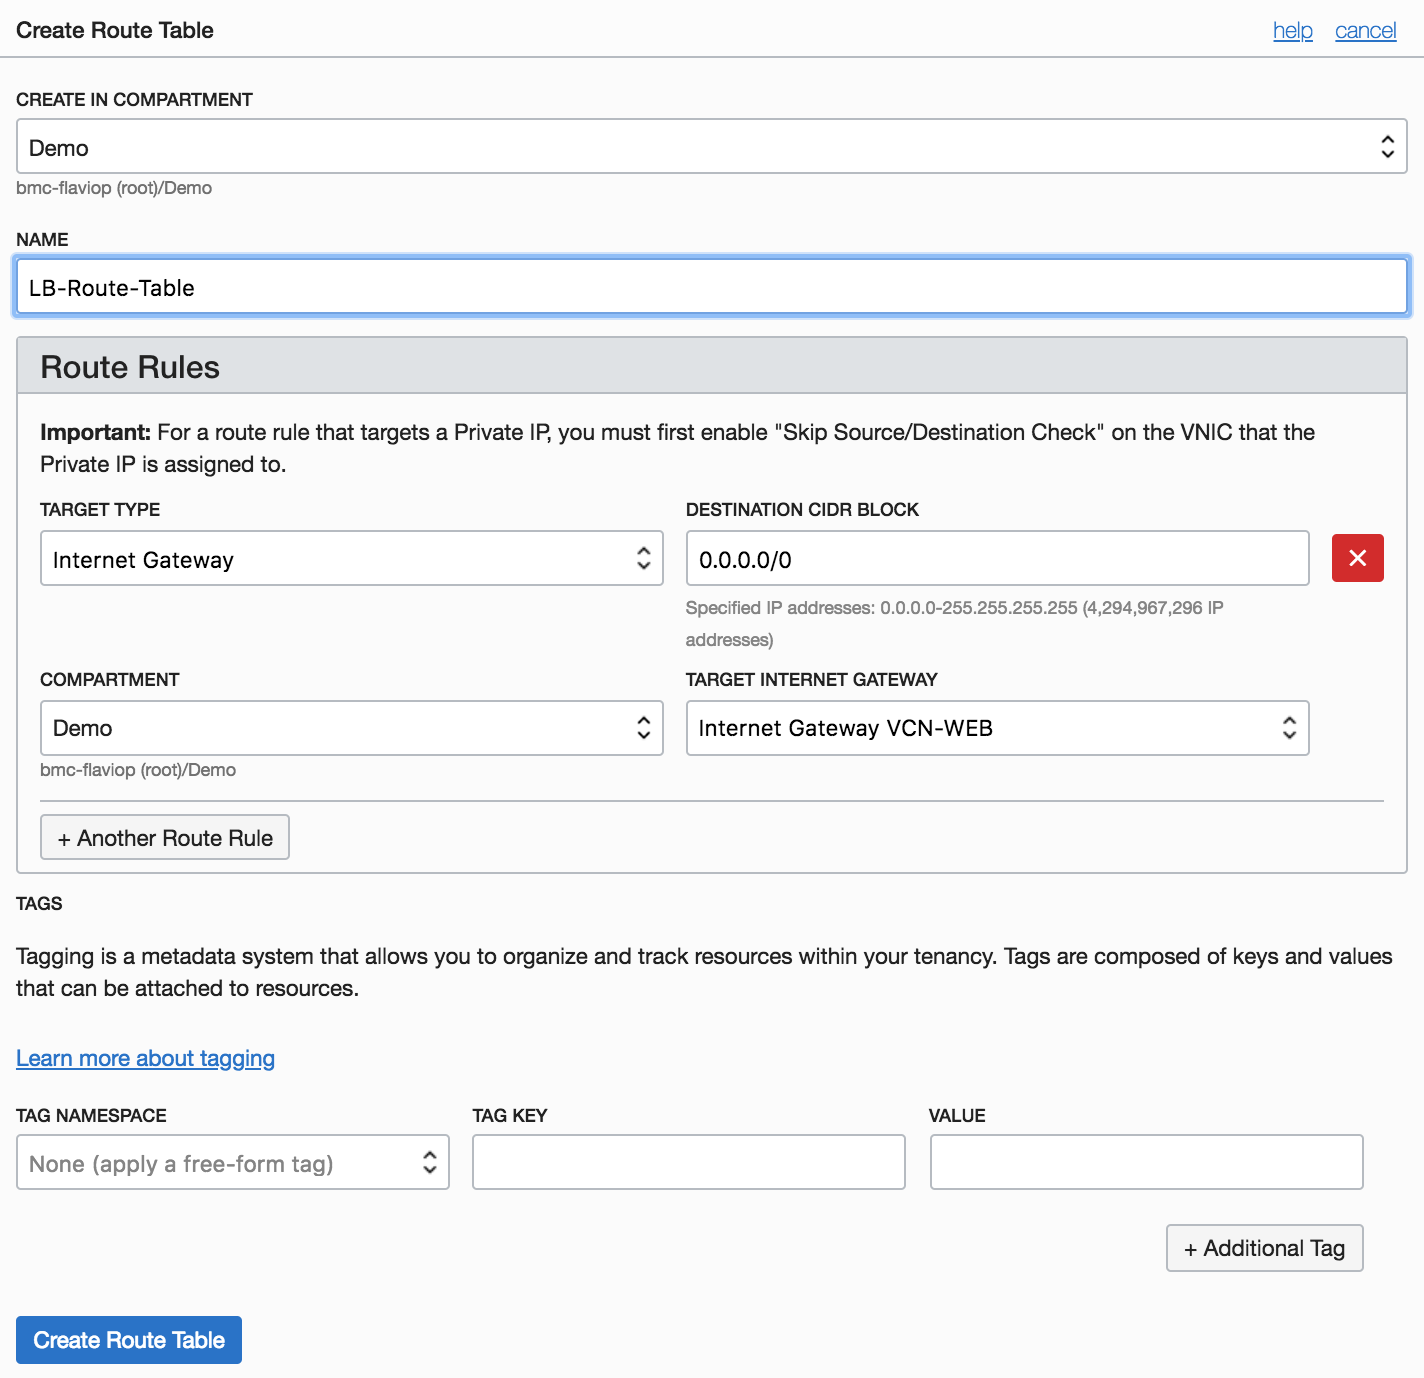 Create Route Table
help cancel
CREATE IN COMPARTMENT
Demo
bmc-flaviop (root)/Demo
NAME
LB-Route-Table
Route Rules
Important: For a route rule that targets a Private IP, you must first enable "Skip Source/Destination Check" on the VNIC that the
Private IP is assigned to.
TARGET TYPE
Internet Gateway
DESTINATION CIDR BLOCK
0.0.0.0/0
Specified IP addresses: 0.0.0.0-255.255.255.255 (4,294,967,296 IP
addresses)
COMPARTMENT
Demo
bmc-flaviop (root)/Demo
TARGET INTERNET GATEWAY
Internet Gateway VCN-WEB
+ Another Route Rule
TAGS
Tagging is a metadata system that allows you to organize and track resources within your tenancy. Tags are composed of keys and values
that can be attached to resources.
Learn more about tagging
TAG NAMESPACE
None (apply a free-form tag)
TAG KEY
VALUE
+ Additional Tag
Create Route Table